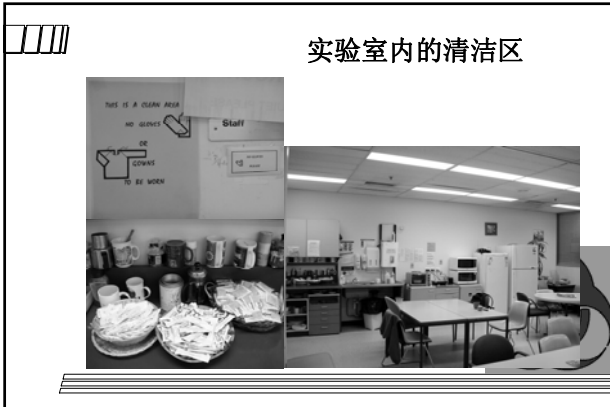 实验室内的清洁区
THIS IS A CLEAN AREA
NO GLOVES
OR
GOWNS
TO BE WORN
Staff